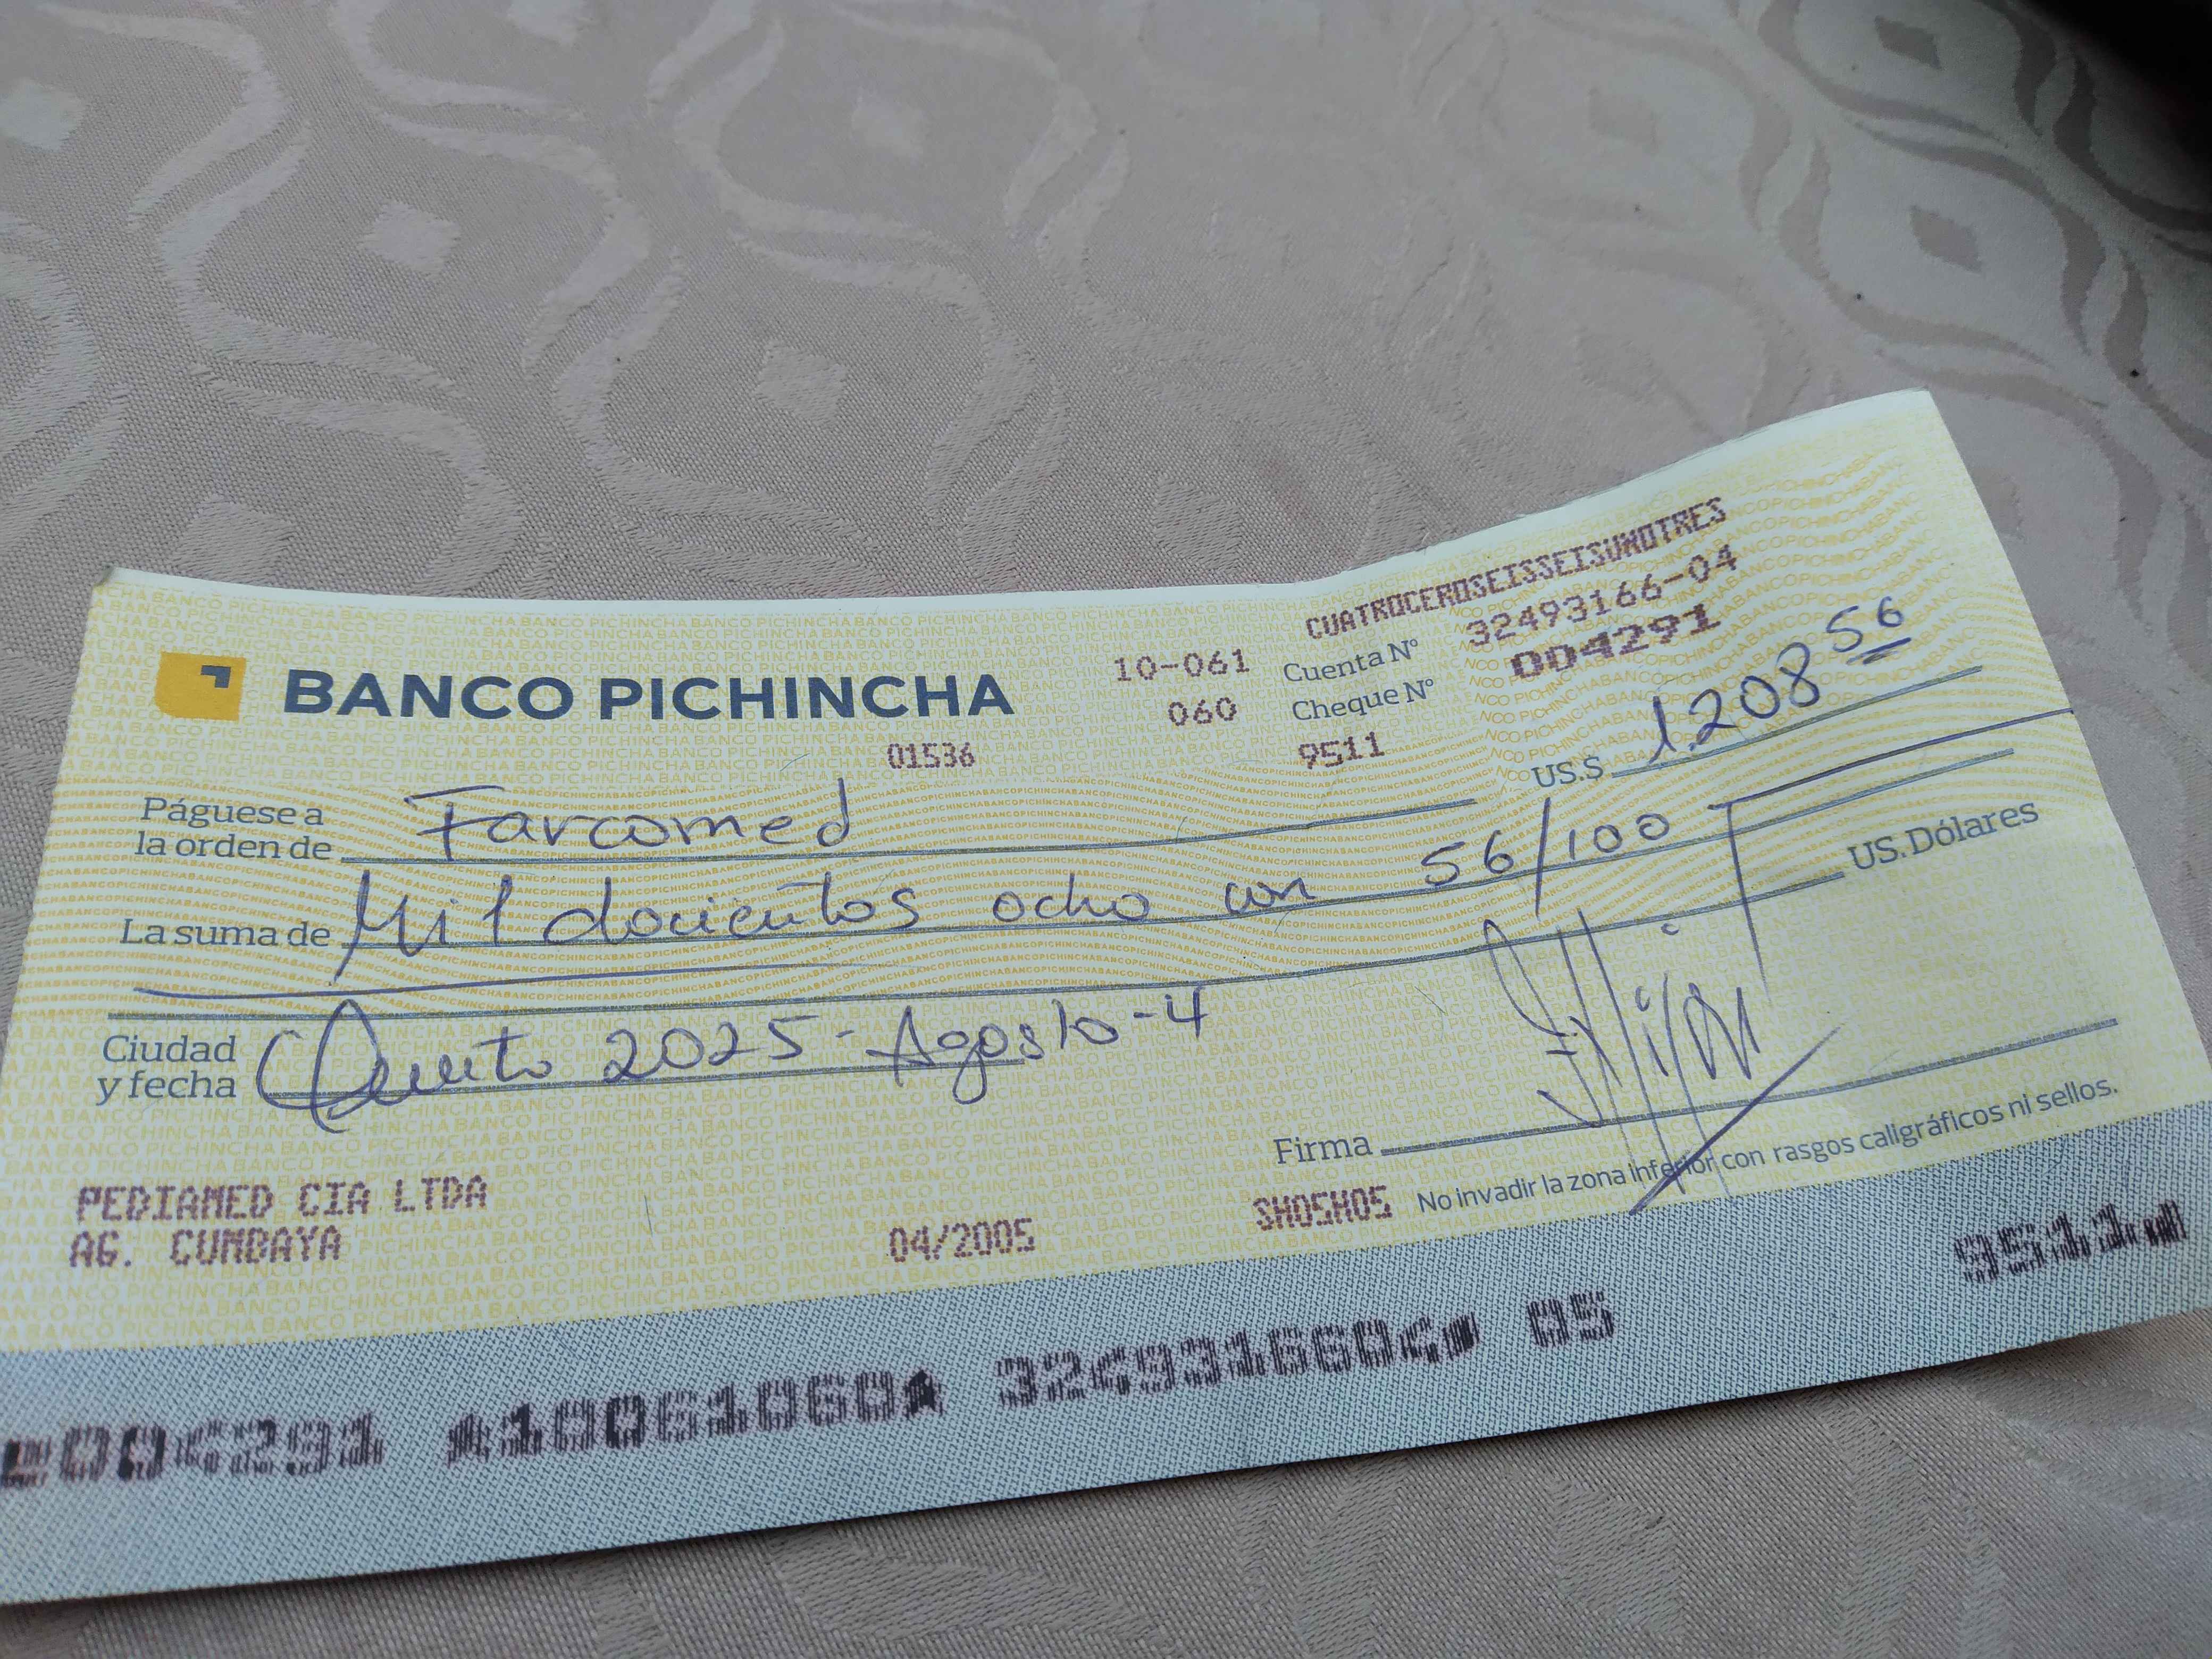 CUATROCEROSEISSEISUNOTRES
BANCO PICHINCHA 10-061 Cuenta Nº 32493166-04
060 Cheque Nº 004291
01536 9511 US.$ 1.208 56
Páguese a la orden de Farcomed
La suma de Mil docientos ocho con 56/100
US. Dólares
Ciudad y fecha Quito 2025-Agosto-4
Firma
No invadir la zona inferior con rasgos caligráficos ni sellos.
PEDIAMED CIA LTDA
AG. CUMBAYA 04/2005 SH05H05
004291 10061060 3249316604 05 9511